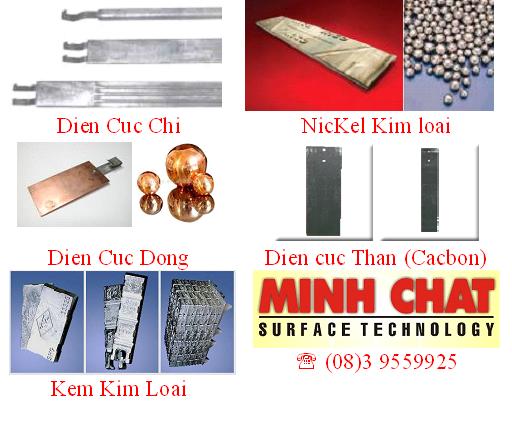 Dien Cuc Chi
NicKel Kim loai
Dien Cuc Dong
Dien cuc Than (Cacbon)
MINH CHAT
SURFACE TECHNOLOGY
☏ (08)3 9559925
Kem Kim Loai